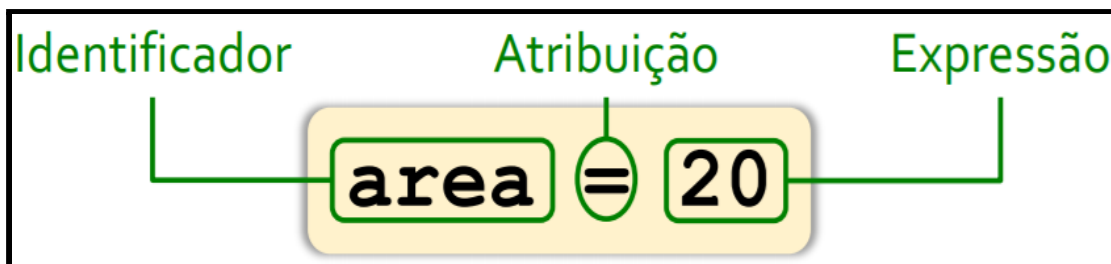 Identificador Atribuição Expressão
area = 20